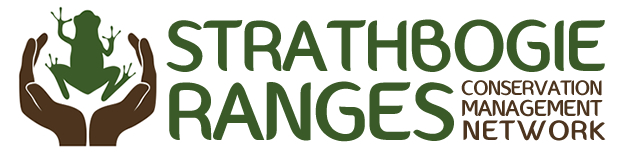 STRATHBOGIE
RANGES
CONSERVATION
MANAGEMENT
NETWORK